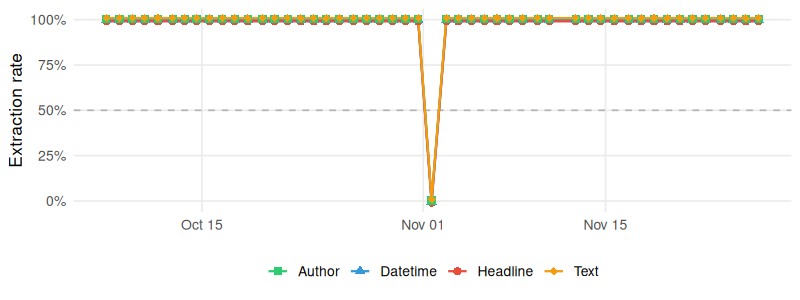 100%
75%
50%
25%
0%
Extraction rate
Oct 15 Nov 01 Nov 15
Author Datetime Headline Text